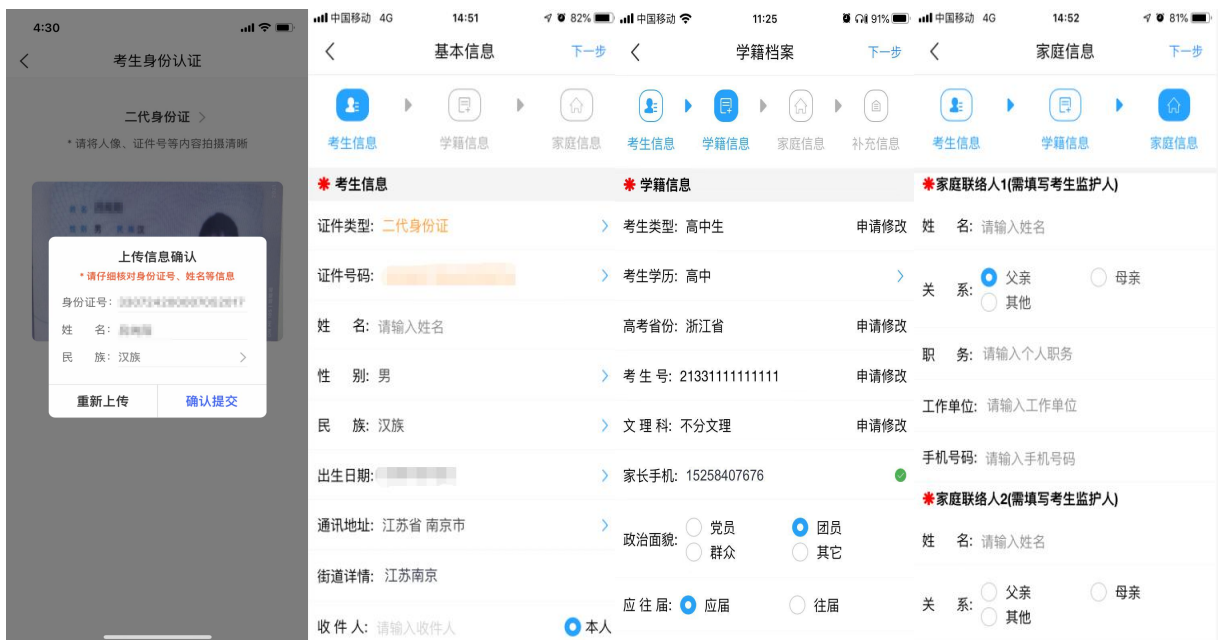 4:30
考生身份认证
二代身份证
*请将人像、证件号等内容拍摄清晰
上传信息确认
*请仔细核对身份证号、姓名等信息
身份证号:
姓 名:
民 族: 汉族
重新上传 确认提交
中国移动 4G 14:51 82%
基本信息 下一步
考生信息 学籍信息 家庭信息
* 考生信息
证件类型: 二代身份证
证件号码:
姓 名: 请输入姓名
性 别: 男
民 族: 汉族
出生日期:
通讯地址: 江苏省 南京市
街道详情: 江苏南京
收 件 人: 请输入收件人 本人
中国移动 11:25 91%
学籍档案 下一步
考生信息 学籍信息 家庭信息 补充信息
* 学籍信息
考生类型: 高中生 申请修改
考生学历: 高中
高考省份: 浙江省 申请修改
考 生 号: 21331111111111 申请修改
文 理 科: 不分文理 申请修改
家长手机: 15258407676
政治面貌: 党员 团员
群众 其它
应 往 届: 应届 往届
中国移动 4G 14:52 81%
家庭信息 下一步
考生信息 学籍信息 家庭信息
*家庭联络人1(需填写考生监护人)
姓 名: 请输入姓名
关 系: 父亲 母亲
其他
职 务: 请输入个人职务
工作单位: 请输入工作单位
手机号码: 请输入手机号码
*家庭联络人2(需填写考生监护人)
姓 名: 请输入姓名
关 系: 父亲 母亲
其他